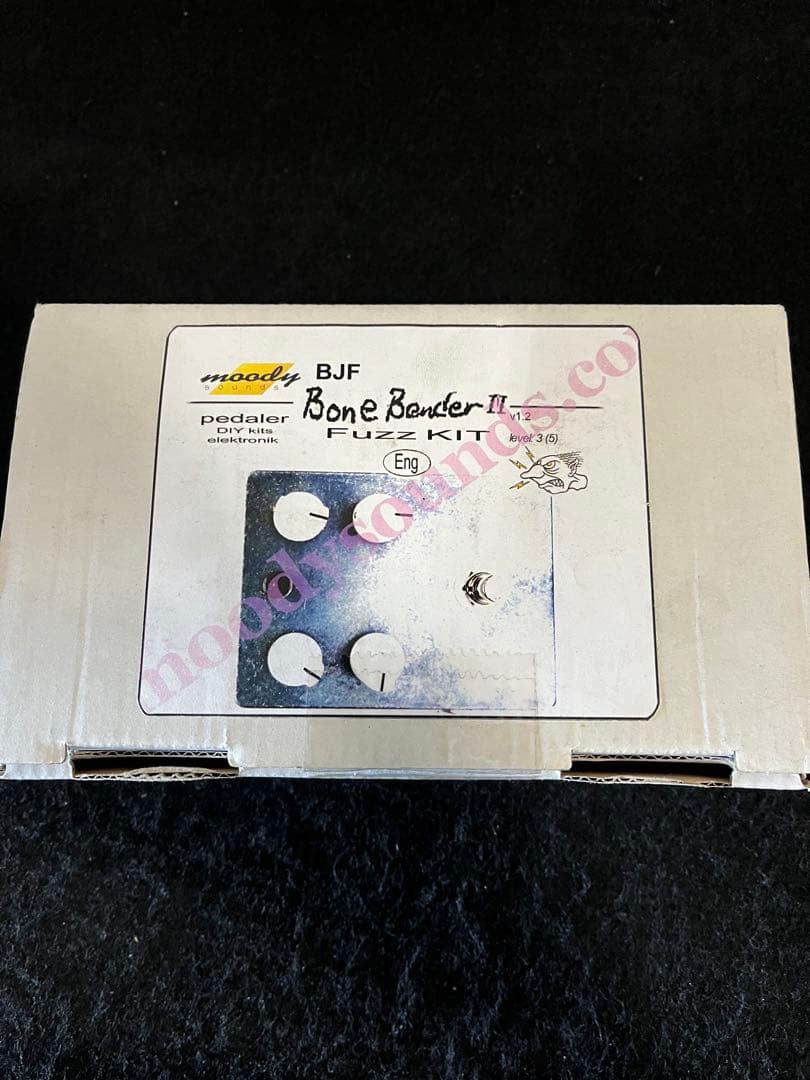 moody BJF
sounds
Bone Bender II v1.2
pedaler
DIY kits
elektronik
Fuzz KIT level: 3 (5)
Eng
moodysounds.co